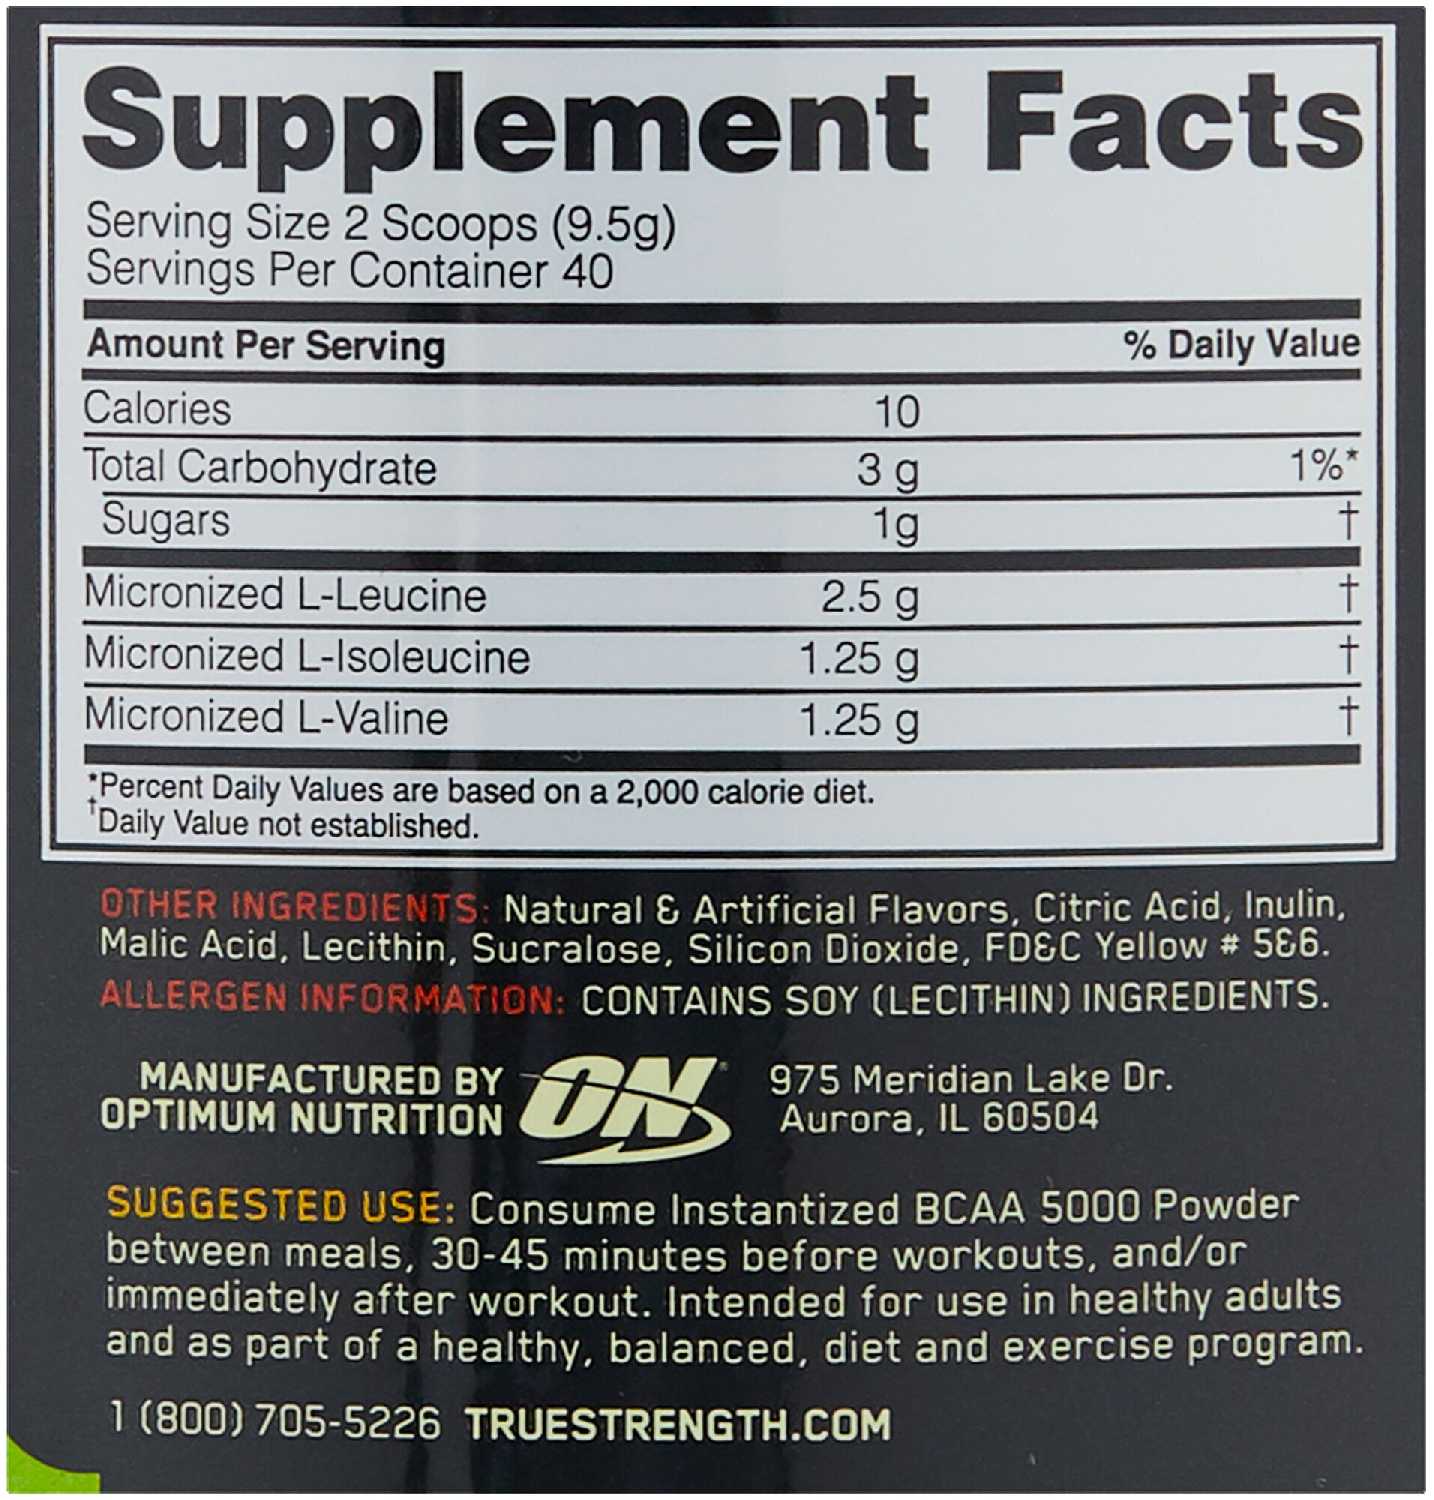 Supplement Facts
Serving Size 2 Scoops (9.5g)
Servings Per Container 40
Amount Per Serving % Daily Value
Calories 10
Total Carbohydrate 3 g 1%*
Sugars 1g †
Micronized L-Leucine 2.5 g †
Micronized L-Isoleucine 1.25 g †
Micronized L-Valine 1.25 g †
*Percent Daily Values are based on a 2,000 calorie diet.
†Daily Value not established.
OTHER INGREDIENTS: Natural & Artificial Flavors, Citric Acid, Inulin,
Malic Acid, Lecithin, Sucralose, Silicon Dioxide, FD&C Yellow # 5&6.
ALLERGEN INFORMATION: CONTAINS SOY (LECITHIN) INGREDIENTS.
MANUFACTURED BY
OPTIMUM NUTRITION
ON®
975 Meridian Lake Dr.
Aurora, IL 60504
SUGGESTED USE: Consume Instantized BCAA 5000 Powder
between meals, 30-45 minutes before workouts, and/or
immediately after workout. Intended for use in healthy adults
and as part of a healthy, balanced, diet and exercise program.
1 (800) 705-5226 TRUESTRENGTH.COM